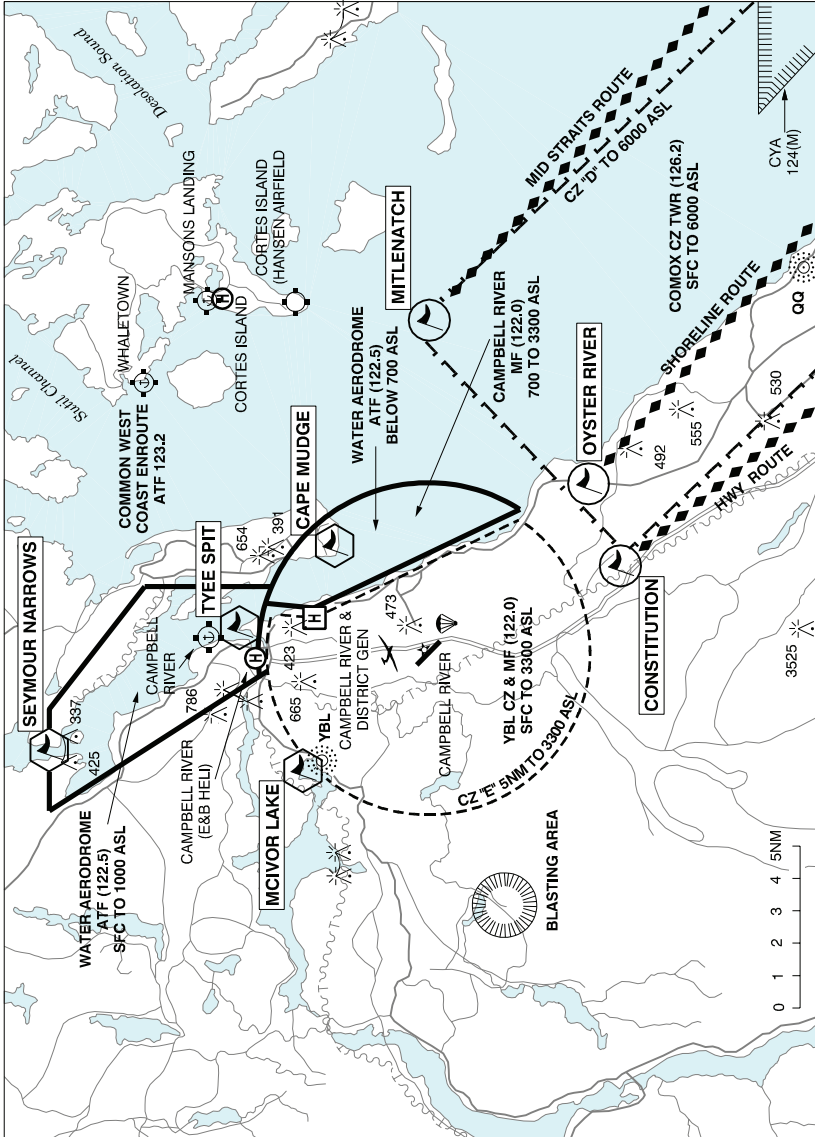 Desolation Sound
Sutil Channel
MANSONS LANDING
WHALETOWN
CORTES ISLAND
CORTES ISLAND
(HANSEN AIRFIELD)
COMMON WEST
COAST ENROUTE
ATF 123.2
SEYMOUR NARROWS
TYEE SPIT
CAPE MUDGE
MITLENATCH
MID STRAITS ROUTE
CZ "D" TO 6000 ASL
CYA
124(M)
WATER AERODROME
ATF (122.5)
BELOW 700 ASL
CAMPBELL RIVER
MF (122.0)
700 TO 3300 ASL
COMOX CZ TWR (126.2)
SFC TO 6000 ASL
SHORELINE ROUTE
QQ
OYSTER RIVER
HWY ROUTE
CONSTITUTION
654
391
337
425
786
423
665
473
492
555
530
3525
CAMPBELL
RIVER
H
H
H
WATER AERODROME
ATF (122.5)
SFC TO 1000 ASL
CAMPBELL RIVER
(E&B HELI)
MCIVOR LAKE
YBL
CAMPBELL RIVER &
DISTRICT GEN
CAMPBELL RIVER
YBL CZ & MF (122.0)
SFC TO 3300 ASL
CZ "E" 5NM TO 3300 ASL
BLASTING AREA
0 1 2 3 4 5NM